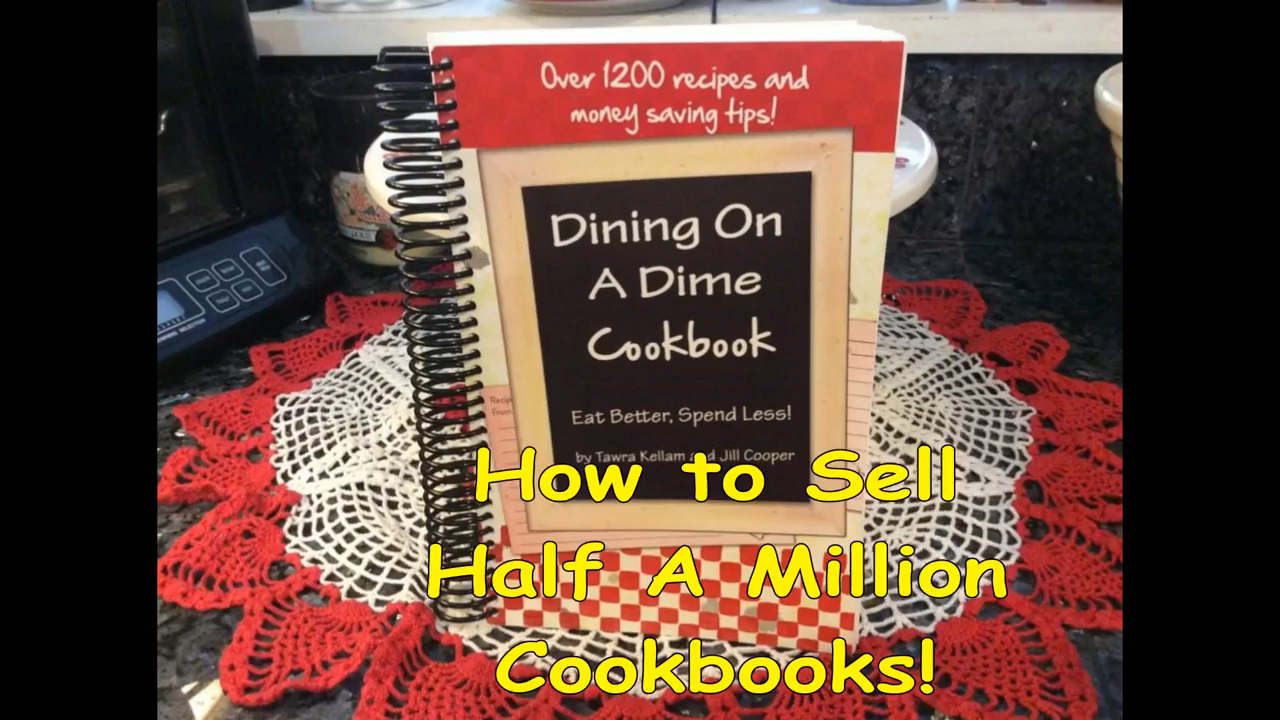 Over 1200 recipes and
money saving tips!
Dining On
A Dime
Cookbook
Eat Better, Spend Less!
by Tawra Kellam and Jill Cooper
How to Sell
Half A Million
Cookbooks!